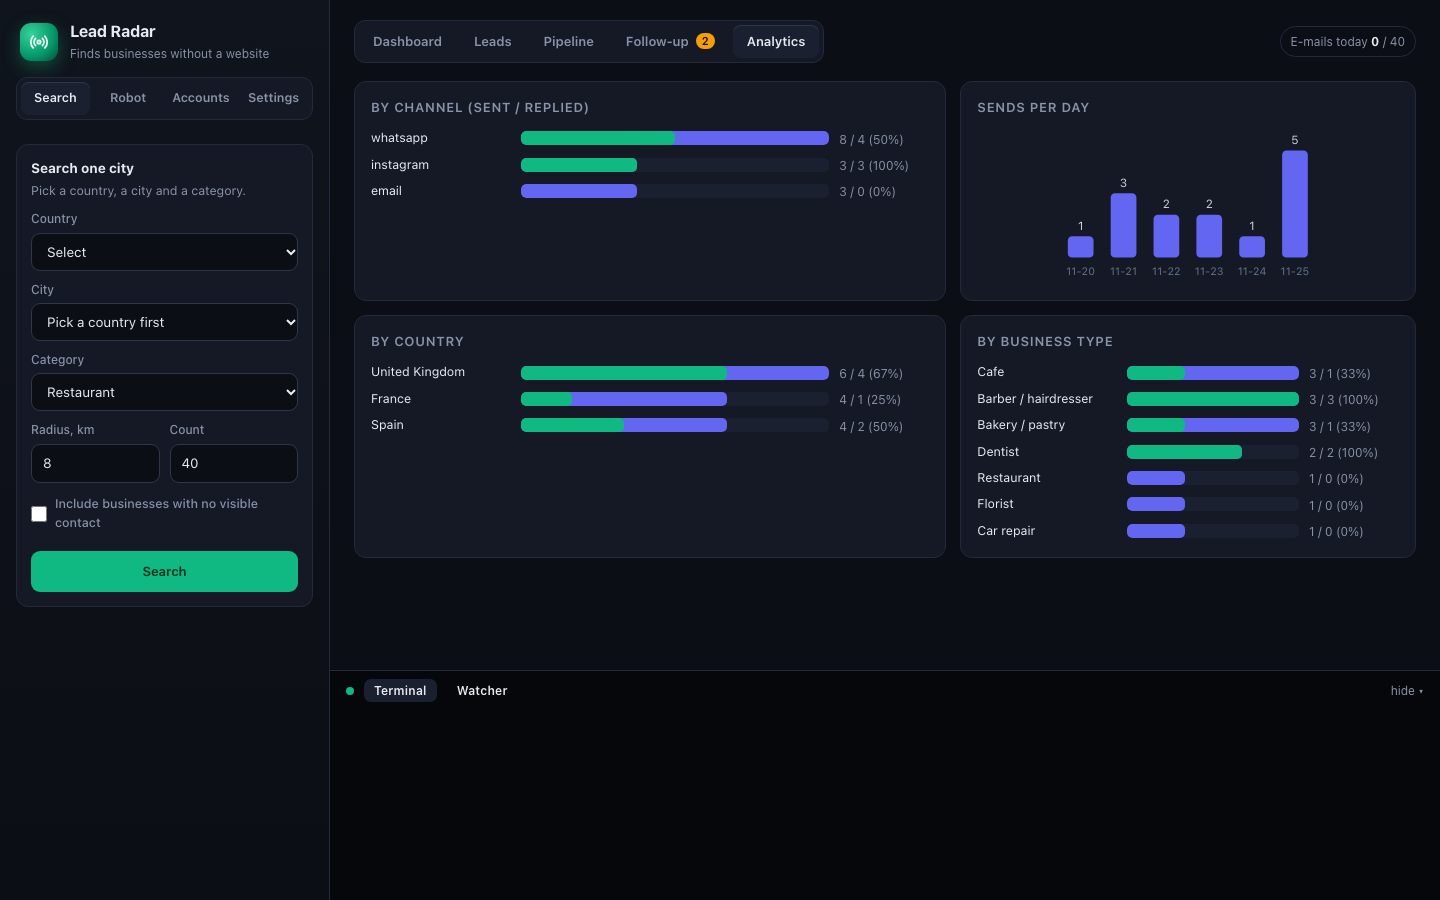 Lead Radar
Finds businesses without a website
Search
Robot
Accounts
Settings
Search one city
Pick a country, a city and a category.
Country
Select
City
Pick a country first
Category
Restaurant
Radius, km
Count
8
40
Include businesses with no visible
contact
Search
Dashboard
Leads
Pipeline
Follow-up 2
Analytics
E-mails today 0 / 40
BY CHANNEL (SENT / REPLIED)
whatsapp 8 / 4 (50%)
instagram 3 / 3 (100%)
email 3 / 0 (0%)
SENDS PER DAY
1
3
2
2
1
5
11-20
11-21
11-22
11-23
11-24
11-25
BY COUNTRY
United Kingdom 6 / 4 (67%)
France 4 / 1 (25%)
Spain 4 / 2 (50%)
BY BUSINESS TYPE
Cafe 3 / 1 (33%)
Barber / hairdresser 3 / 3 (100%)
Bakery / pastry 3 / 1 (33%)
Dentist 2 / 2 (100%)
Restaurant 1 / 0 (0%)
Florist 1 / 0 (0%)
Car repair 1 / 0 (0%)
Terminal
Watcher
hide